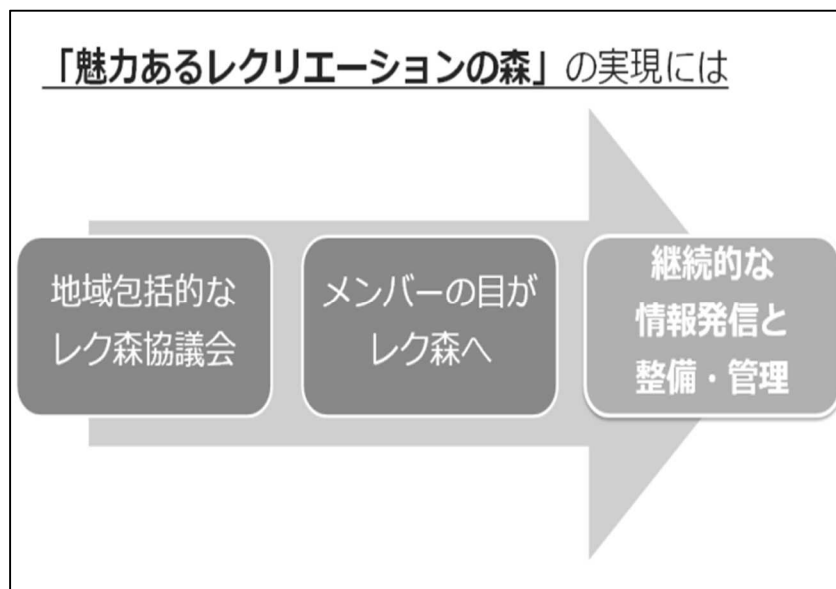 「魅力あるレクリエーションの森」の実現には
地域包括的な
レク森協議会
メンバーの目が
レク森へ
継続的な
情報発信と
整備・管理